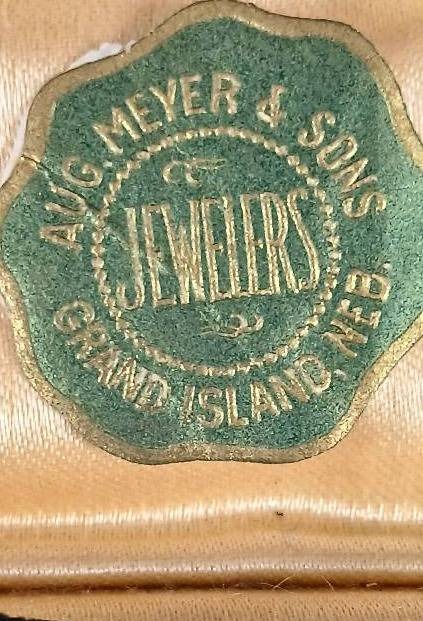 AUG. MEYER & SONS
JEWELERS
GRAND ISLAND, NEB.